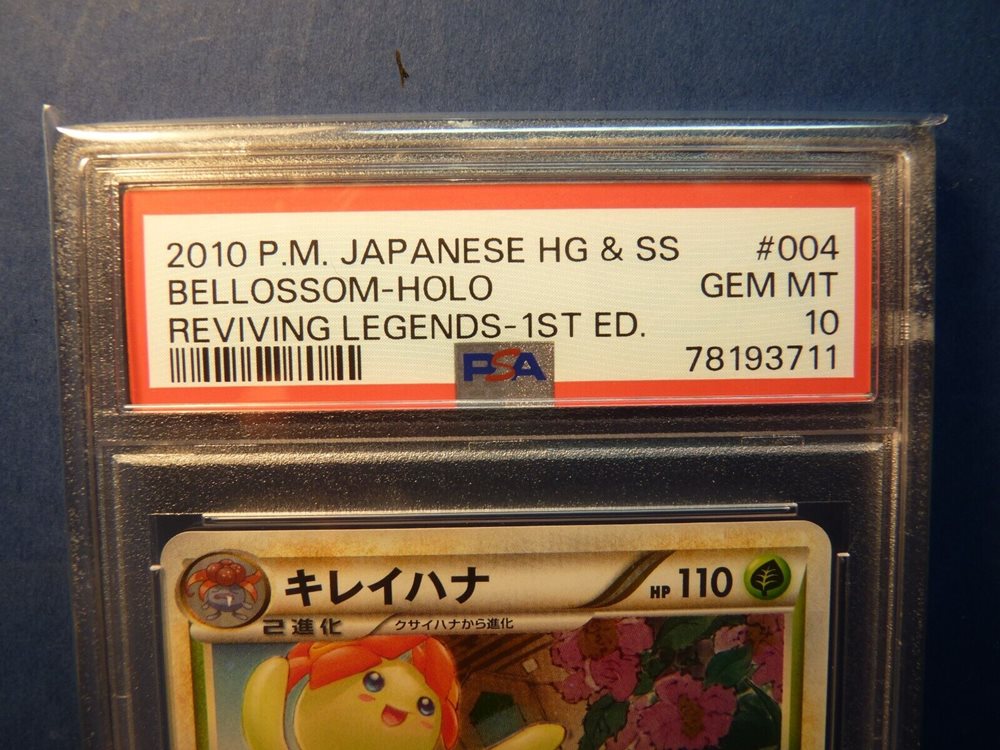 2010 P.M. JAPANESE HG & SS #004
BELLOSSOM-HOLO GEM MT
REVIVING LEGENDS-1ST ED. 10
PSA 78193711
キレイハナ HP 110
2進化 クサイハナから進化